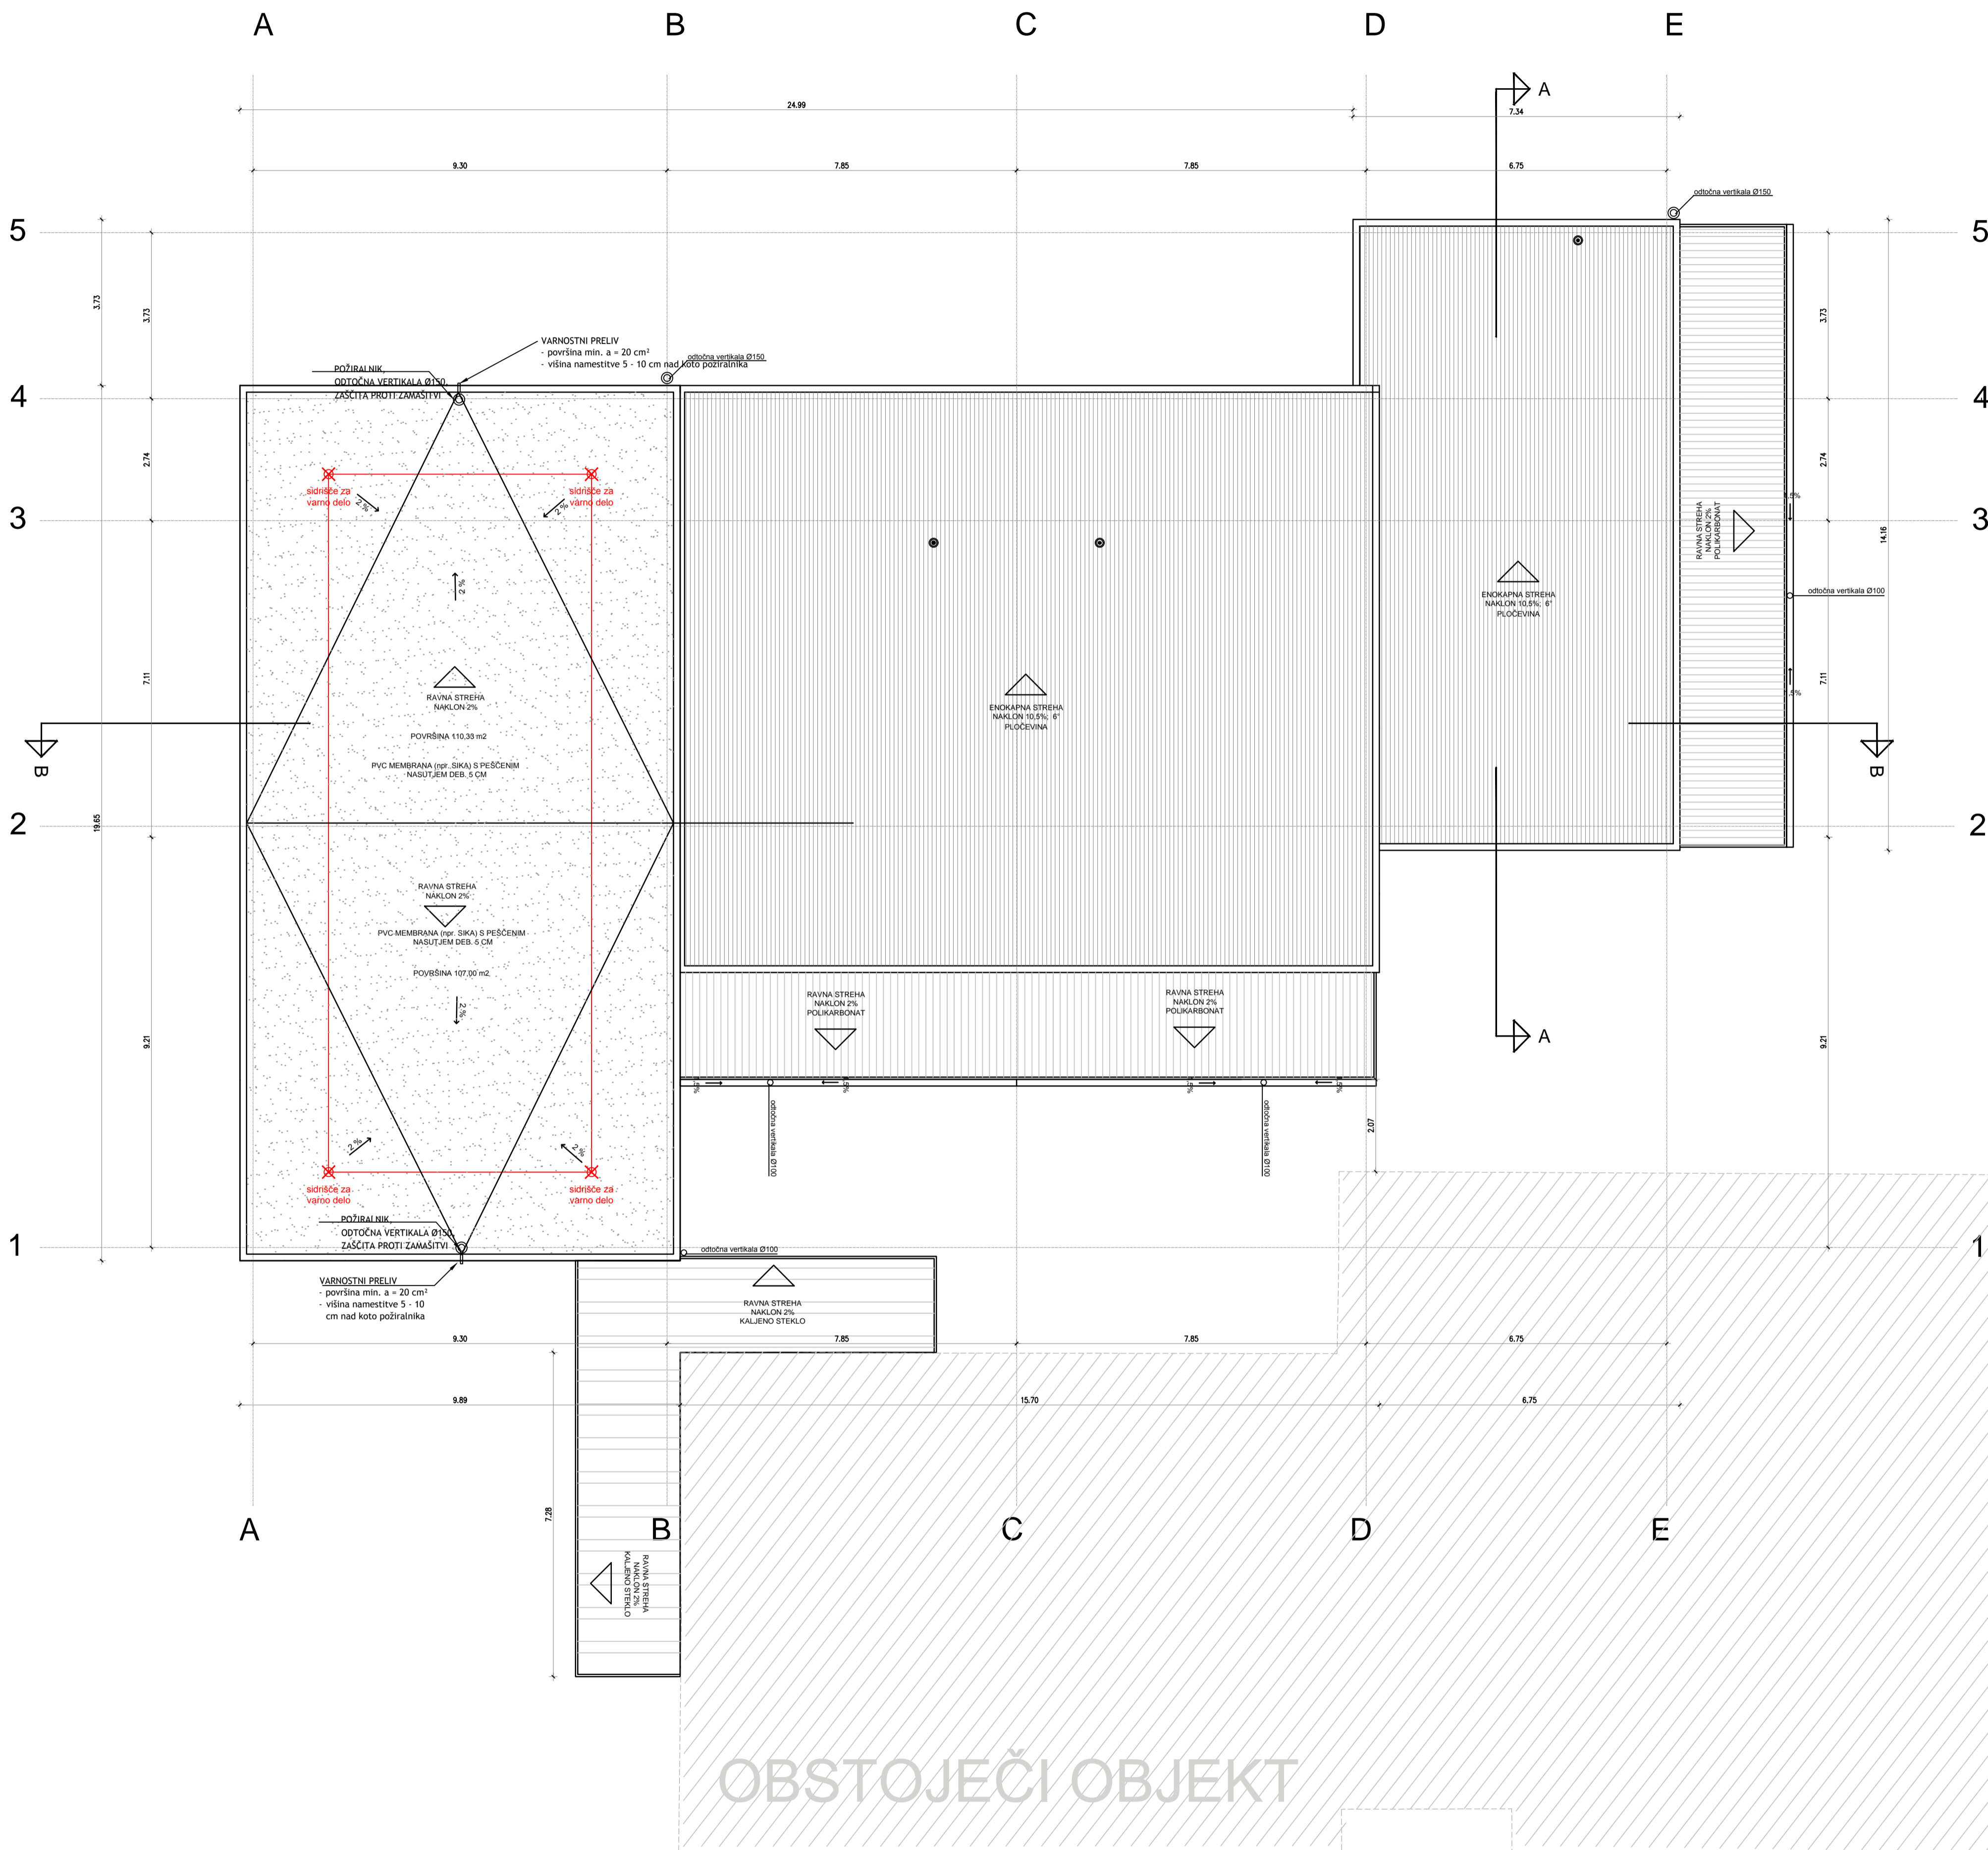 A
B
C
D
E
24.99
7.34
A
9.30
7.85
7.85
6.75
odtočna vertikala Ø150
5
5
3.73
3.73
3.73
VARNOSTNI PRELIV
- površina min. a = 20 cm²
- višina namestitve 5 - 10 cm nad koto požiralnika
odtočna vertikala Ø150
POŽIRALNIK,
ODTOČNA VERTIKALA Ø150,
ZAŠČITA PROTI ZAMAŠITVI
4
4
2.74
2.74
sidrišče za
varno delo
2 %
sidrišče za
varno delo
2 %
3
3
14.16
RAVNA STREHA
NAKLON 2%
POLIKARBONAT
2 %
ENOKAPNA STREHA
NAKLON 10,5%; 6°
PLOČEVINA
odtočna vertikala Ø100
7.11
7.11
RAVNA STREHA
NAKLON 2%
POVRŠINA 110,33 m2
PVC MEMBRANA (npr. SIKA) S PEŠČENIM
NASUTJEM DEB. 5 CM
ENOKAPNA STREHA
NAKLON 10,5%; 6°
PLOČEVINA
B
B
2
2
19.65
RAVNA STREHA
NAKLON 2%
PVC MEMBRANA (npr. SIKA) S PEŠČENIM
NASUTJEM DEB. 5 CM
POVRŠINA 107,00 m2
2 %
RAVNA STREHA
NAKLON 2%
POLIKARBONAT
RAVNA STREHA
NAKLON 2%
POLIKARBONAT
A
9.21
9.21
odtočna vertikala Ø100
odtočna vertikala Ø100
2.07
2 %
2 %
sidrišče za
varno delo
sidrišče za
varno delo
POŽIRALNIK,
ODTOČNA VERTIKALA Ø150,
ZAŠČITA PROTI ZAMAŠITVI
1
1
odtočna vertikala Ø100
VARNOSTNI PRELIV
- površina min. a = 20 cm²
- višina namestitve 5 - 10
cm nad koto požiralnika
RAVNA STREHA
NAKLON 2%
KALJENO STEKLO
9.30
7.85
7.85
6.75
9.89
15.70
6.75
7.28
A
B
C
D
E
RAVNA STREHA
NAKLON 2%
KALJENO STEKLO
OBSTOJEČI OBJEKT